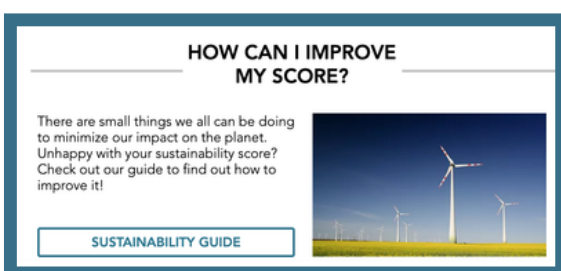 HOW CAN I IMPROVE
MY SCORE?
There are small things we all can be doing
to minimize our impact on the planet.
Unhappy with your sustainability score?
Check out our guide to find out how to
improve it!
SUSTAINABILITY GUIDE